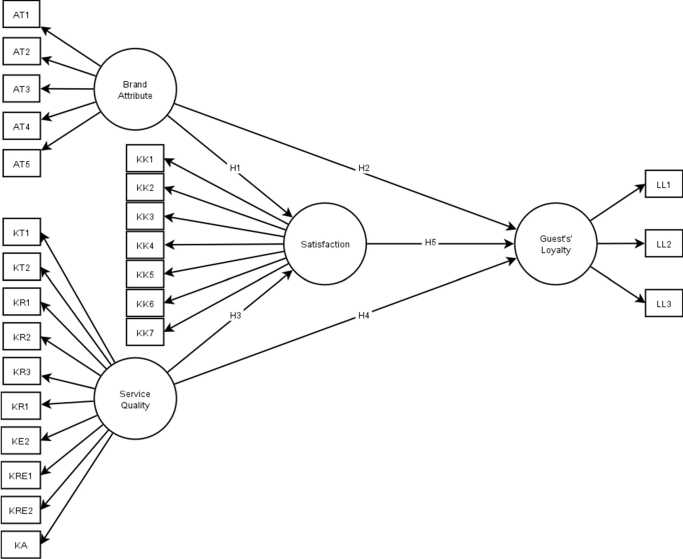 AT1
AT2
AT3
AT4
AT5
Brand
Attribute
H1
H2
KK1
KK2
KK3
KK4
KK5
KK6
KK7
Satisfaction
H5
Guest's'
Loyalty
LL1
LL2
LL3
H3
H4
KT1
KT2
KR1
KR2
KR3
KR1
KE2
KRE1
KRE2
KA
Service
Quality